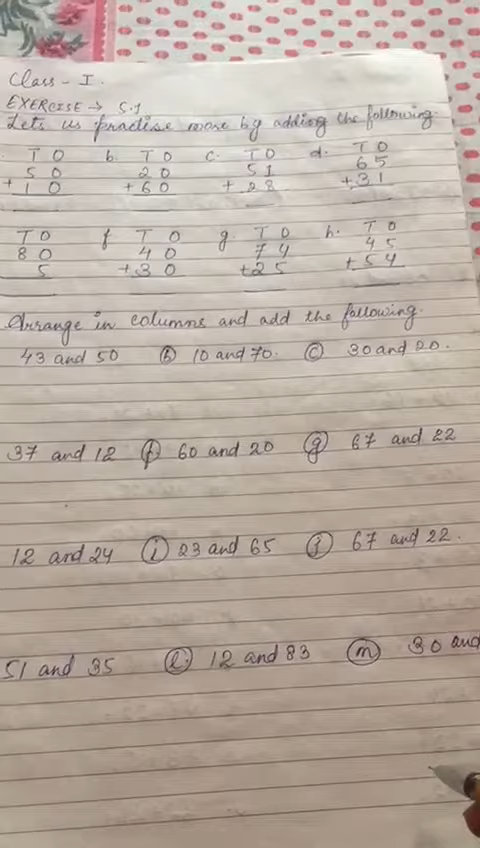 Class - I.
EXERCISE → 5.1
Lets us practise more by adding the following.
T O b. T O c. T O d. T O
5 0 2 0 5 1 6 5
+ 1 0 + 6 0 + 2 8 + 3 1
T O f T O g. T O h. T O
8 0 4 0 7 4 4 5
5 + 3 0 + 2 5 + 5 4
Arrange in columns and add the following.
43 and 50 (b) 10 and 70. (c) 30 and 20.
37 and 12 (f) 60 and 20 (g) 67 and 22
12 and 24 (i) 23 and 65 (j) 67 and 22.
51 and 35 (l) 12 and 83 (m) 30 and